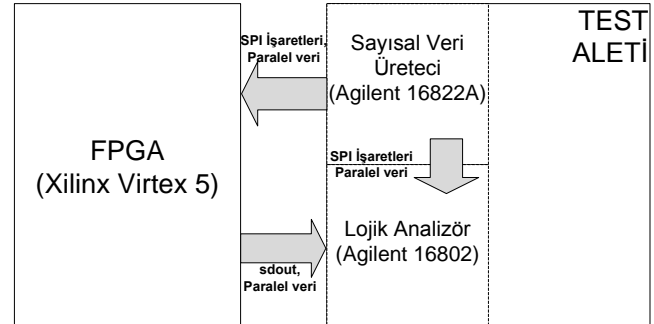 TEST
ALETİ
SPI İşaretleri,
Paralel veri
Sayısal Veri
Üreteci
(Agilent 16822A)
FPGA
(Xilinx Virtex 5)
SPI İşaretleri
Paralel veri
Lojik Analizör
(Agilent 16802)
sdout,
Paralel veri